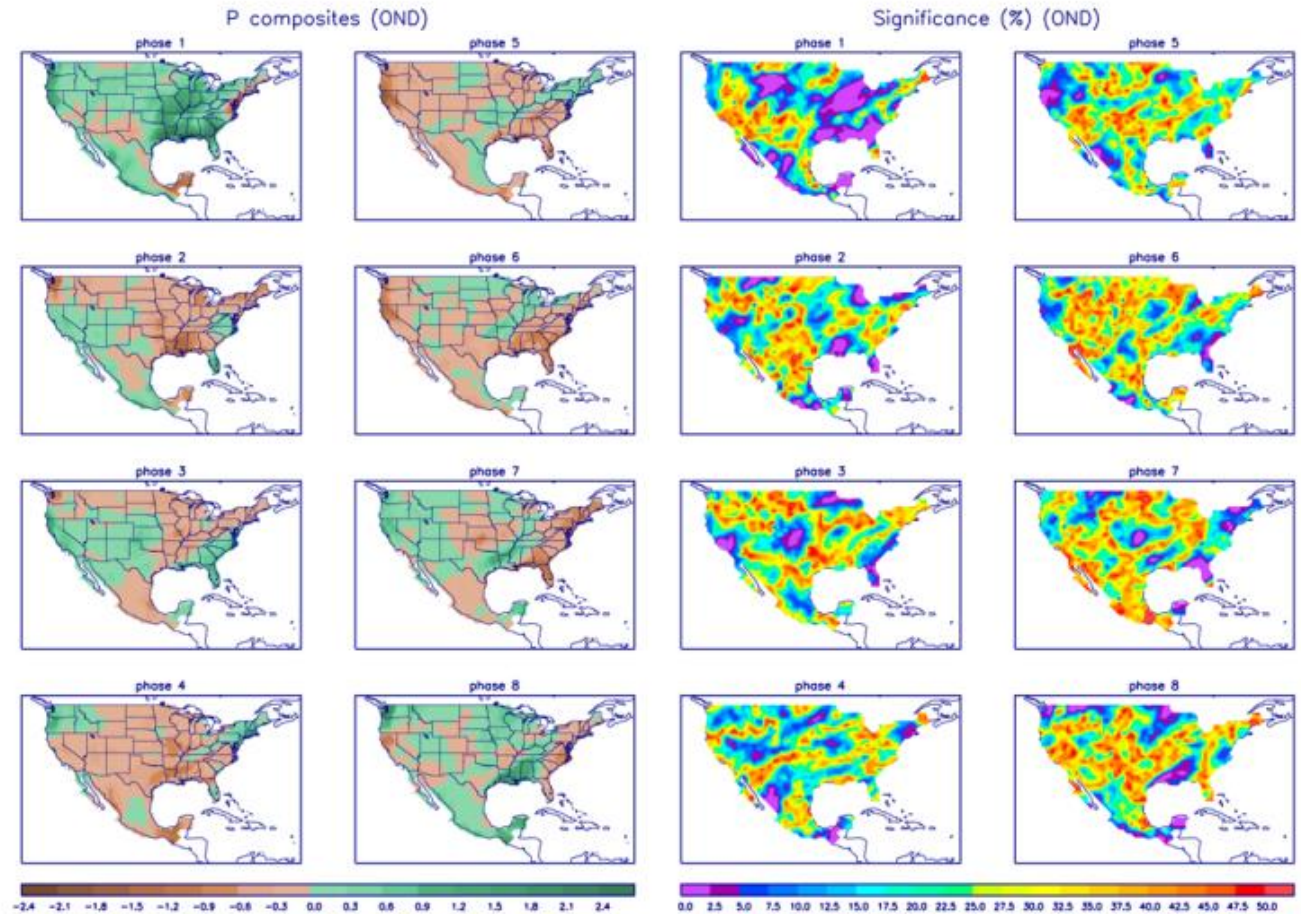 P composites (OND) Significance (%) (OND)
phase 1 phase 5 phase 1 phase 5
phase 2 phase 6 phase 2 phase 6
phase 3 phase 7 phase 3 phase 7
phase 4 phase 8 phase 4 phase 8
-2.4 -2.1 -1.8 -1.5 -1.2 -0.9 -0.6 -0.3 0.0 0.3 0.6 0.9 1.2 1.5 1.8 2.1 2.4 0.0 2.5 5.0 7.5 10.0 12.5 15.0 17.5 20.0 22.5 25.0 27.5 30.0 32.5 35.0 37.5 40.0 42.5 45.0 47.5 50.0